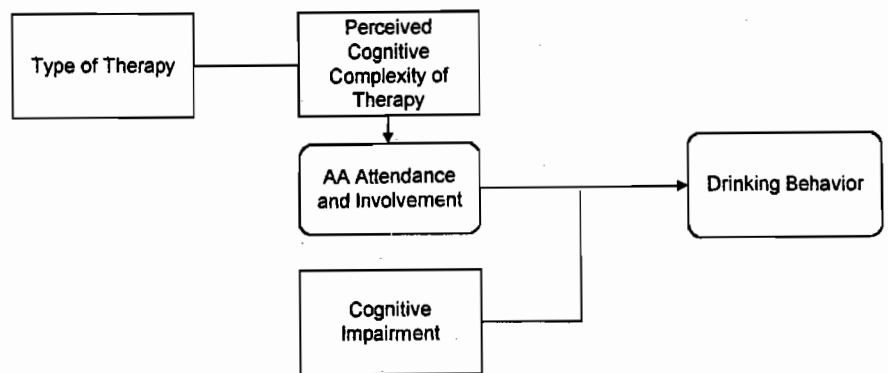 Type of Therapy
Perceived
Cognitive
Complexity of
Therapy
AA Attendance
and Involvement
Drinking Behavior
Cognitive
Impairment